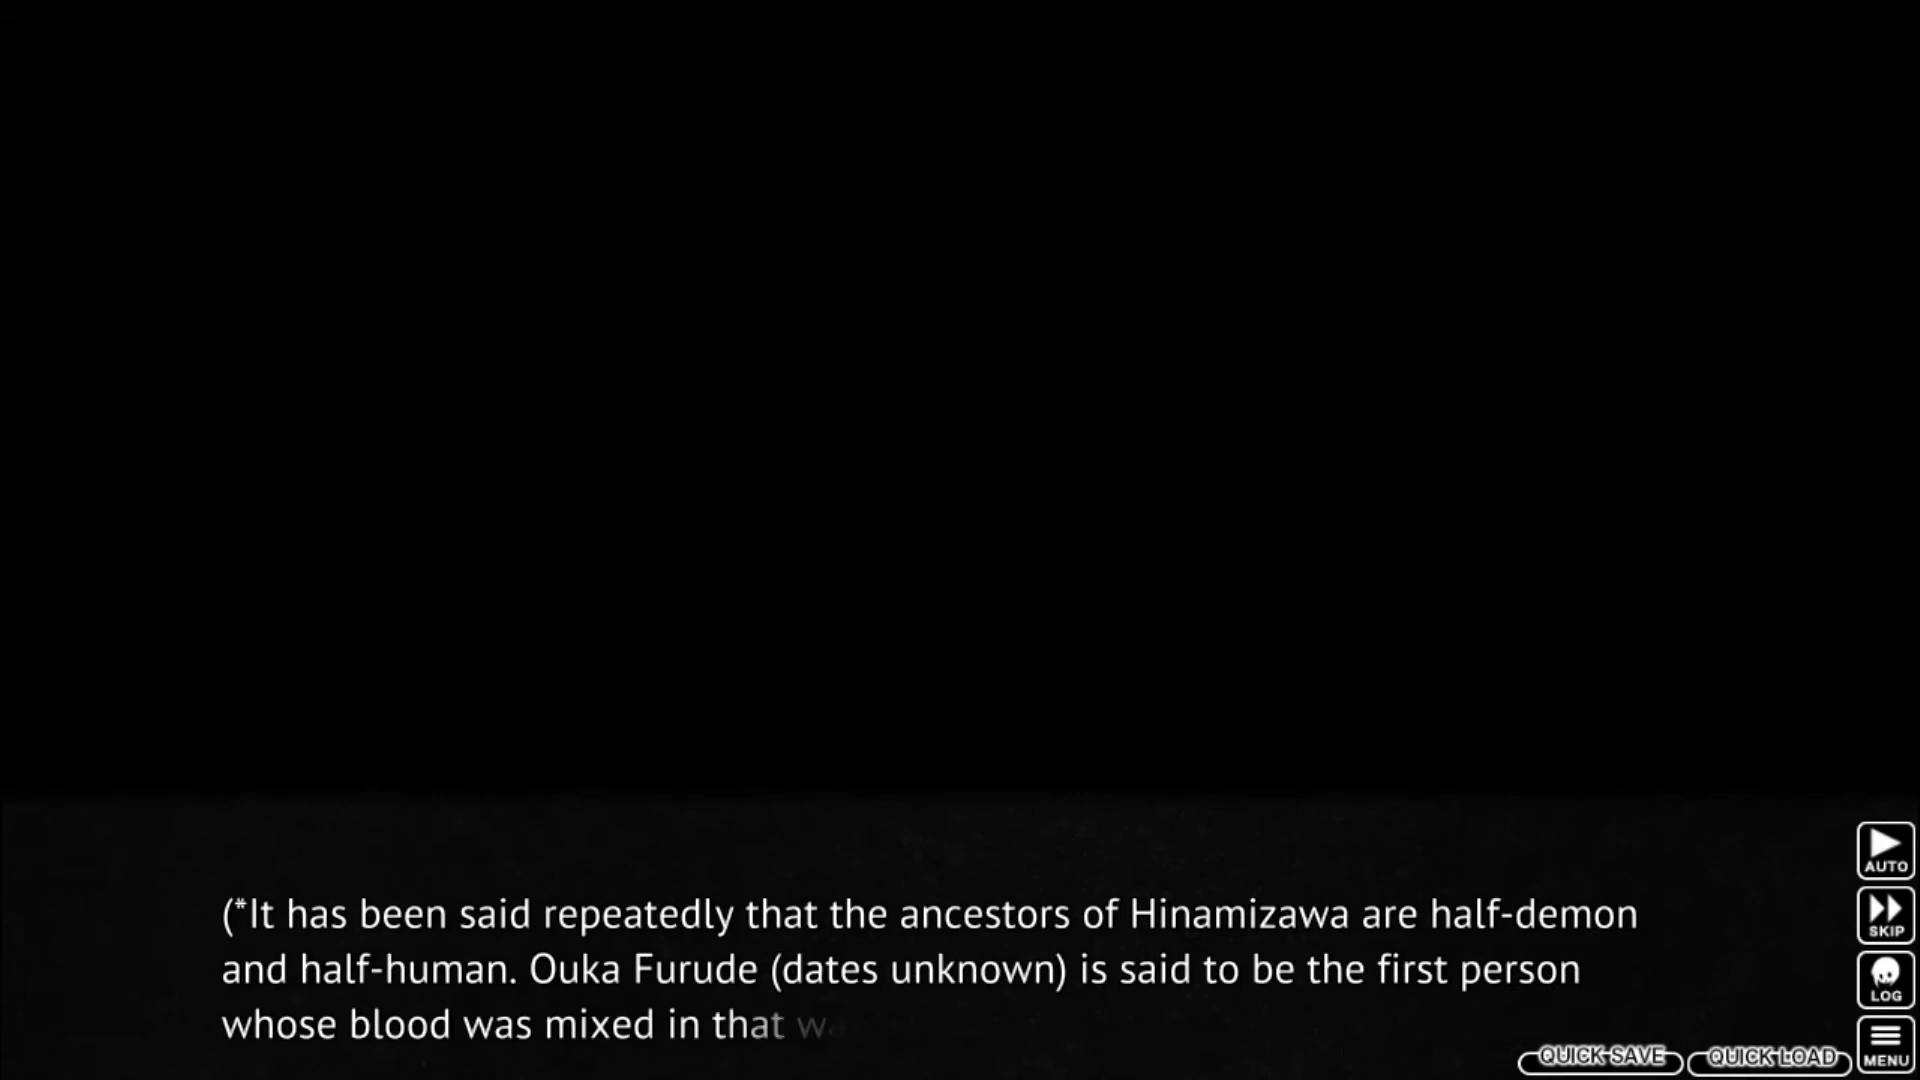 (*It has been said repeatedly that the ancestors of Hinamizawa are half-demon
and half-human. Ouka Furude (dates unknown) is said to be the first person
whose blood was mixed in that
AUTO
SKIP
LOG
MENU
QUICK SAVE
QUICK LOAD